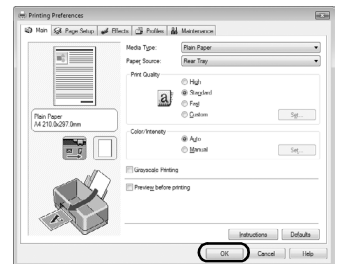 Printing Preferences
Main Page Setup Effects Profiles Maintenance
Media Type: Plain Paper
Paper Source: Rear Tray
Print Quality
High
a Standard
Fast
Custom Set...
Plain Paper
A4 210.0x297.0mm
Color/Intensity
Auto
Manual Set...
Grayscale Printing
Preview before printing
Instructions Defaults
OK Cancel Help